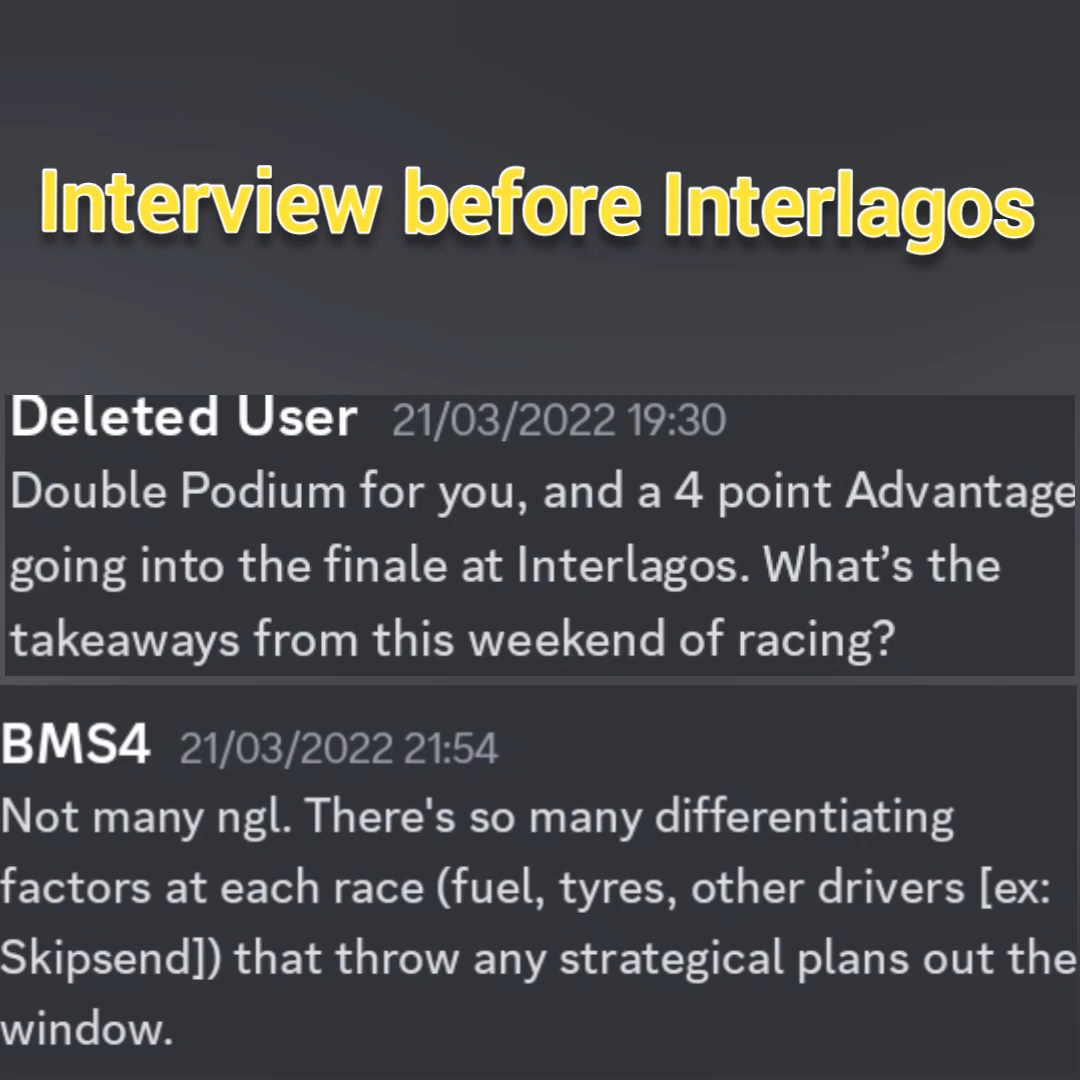 Interview before Interlagos
Deleted User 21/03/2022 19:30
Double Podium for you, and a 4 point Advantage
going into the finale at Interlagos. What’s the
takeaways from this weekend of racing?
BMS4 21/03/2022 21:54
Not many ngl. There's so many differentiating
factors at each race (fuel, tyres, other drivers [ex:
Skipsend]) that throw any strategical plans out the
window.